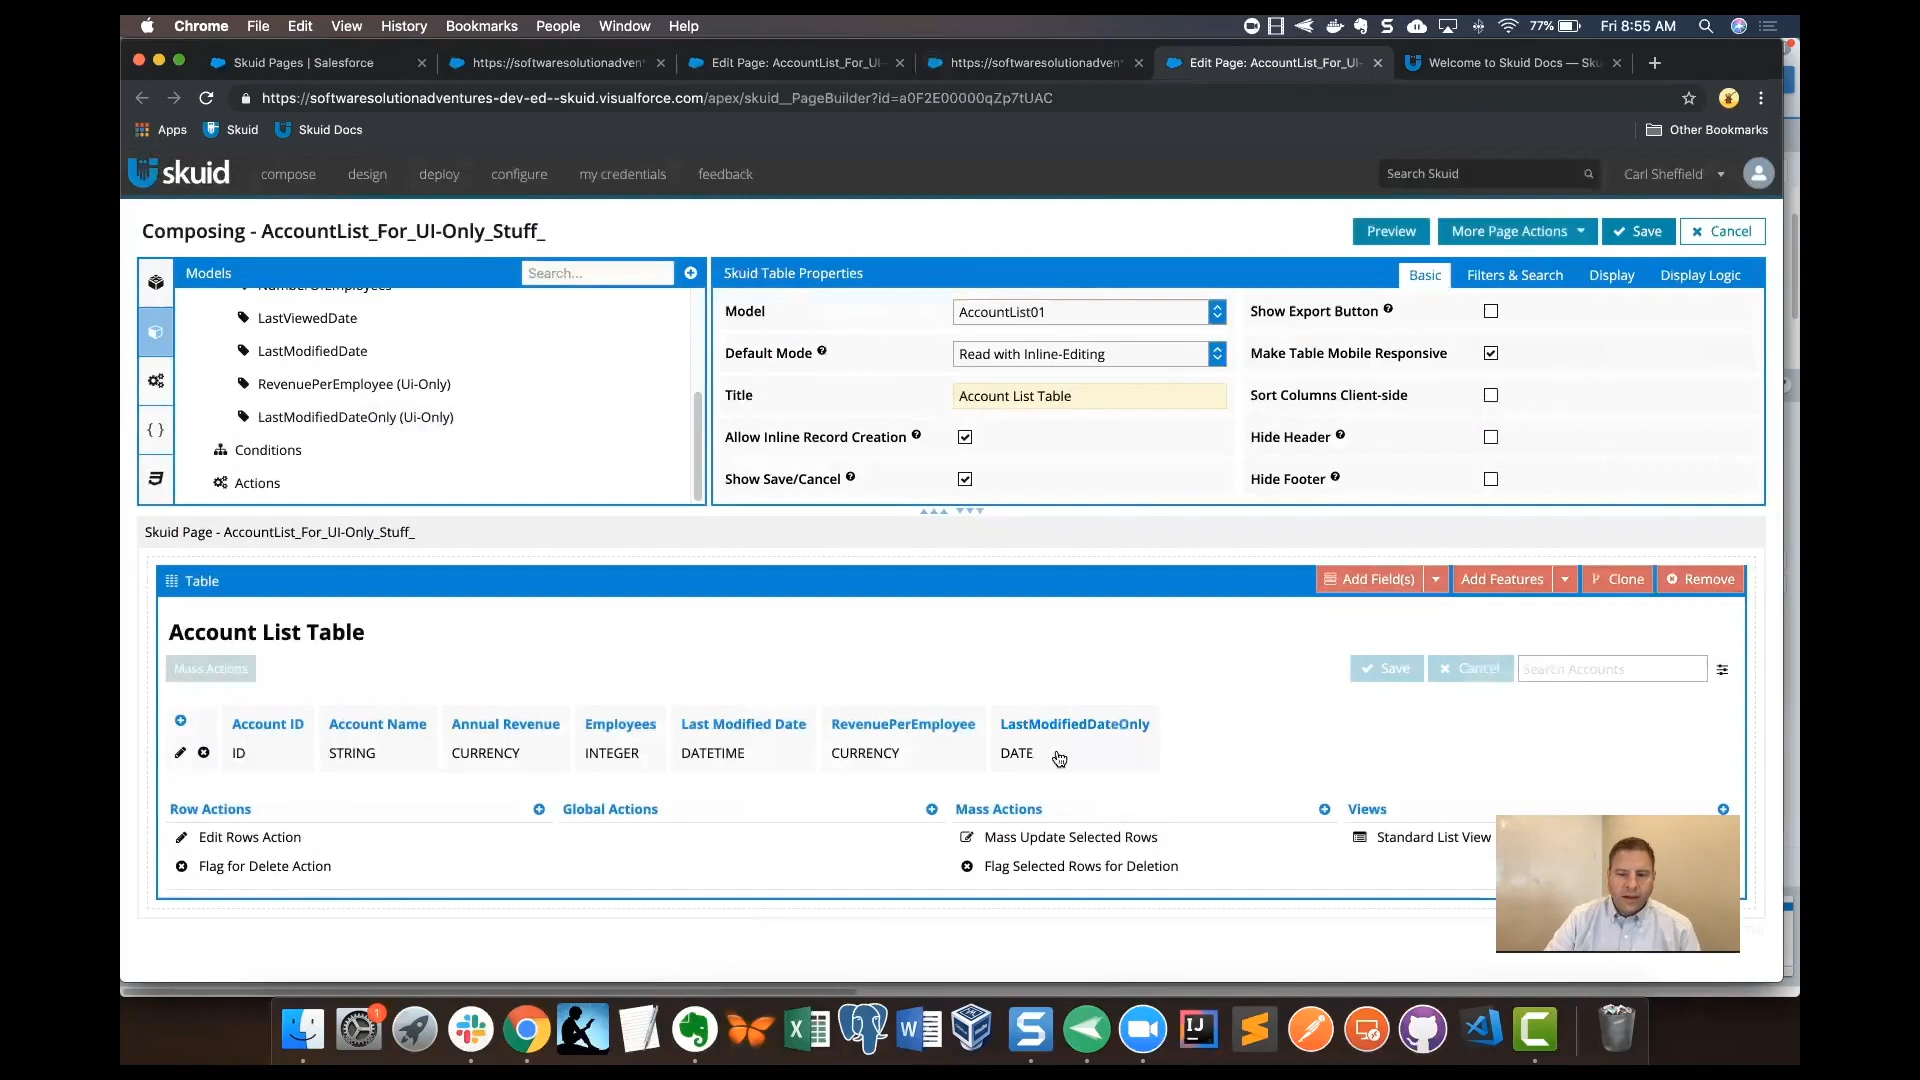 Chrome File Edit View History Bookmarks People Window Help 77% Fri 8:55 AM
Skuid Pages | Salesforce https://softwaresolutionadven Edit Page: AccountList_For_UI- https://softwaresolutionadven Edit Page: AccountList_For_UI- Welcome to Skuid Docs — Sku
https://softwaresolutionadventures-dev-ed--skuid.visualforce.com/apex/skuid__PageBuilder?id=a0F2E00000qZp7tUAC
Apps Skuid Skuid Docs Other Bookmarks
skuid compose design deploy configure my credentials feedback Search Skuid Carl Sheffield
Composing - AccountList_For_UI-Only_Stuff_ Preview More Page Actions Save Cancel
Models Search... Skuid Table Properties Basic Filters & Search Display Display Logic
NumberOfEmployees
LastViewedDate
LastModifiedDate
RevenuePerEmployee (Ui-Only)
LastModifiedDateOnly (Ui-Only)
Conditions
Actions
Model AccountList01 Show Export Button
Default Mode Read with Inline-Editing Make Table Mobile Responsive
Title Account List Table Sort Columns Client-side
Allow Inline Record Creation Hide Header
Show Save/Cancel Hide Footer
Skuid Page - AccountList_For_UI-Only_Stuff_
Table Add Field(s) Add Features Clone Remove
Account List Table
Mass Actions Save Cancel Search Accounts
Account ID Account Name Annual Revenue Employees Last Modified Date RevenuePerEmployee LastModifiedDateOnly
ID STRING CURRENCY INTEGER DATETIME CURRENCY DATE
Row Actions Global Actions Mass Actions Views
Edit Rows Action Mass Update Selected Rows Standard List View
Flag for Delete Action Flag Selected Rows for Deletion